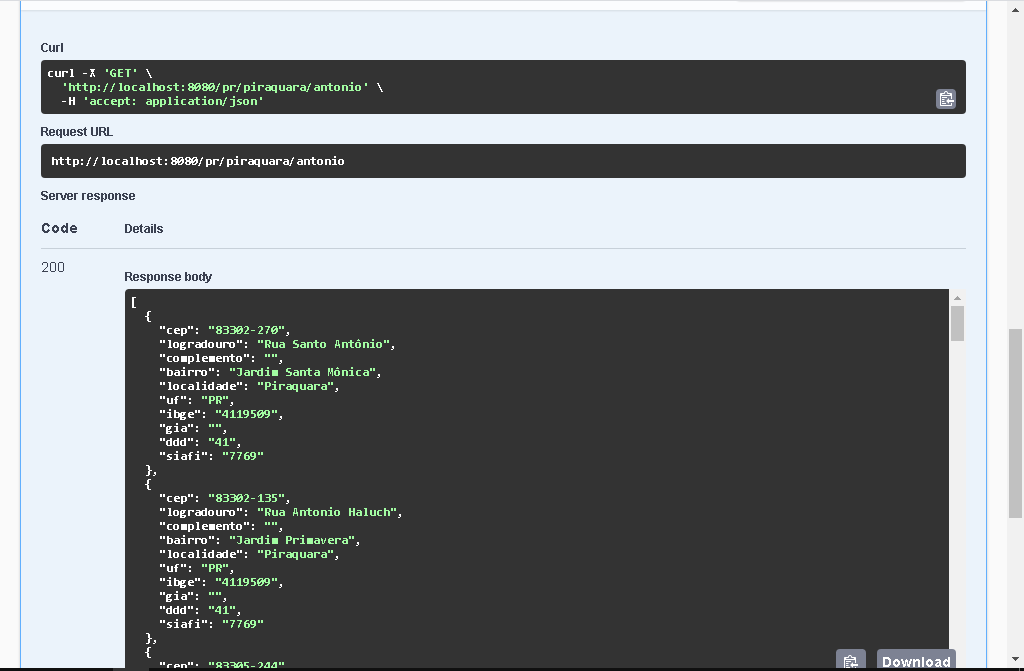 Curl
curl -X 'GET' \
  'http://localhost:8080/pr/piraquara/antonio' \
  -H 'accept: application/json'
Request URL
http://localhost:8080/pr/piraquara/antonio
Server response
Code Details
200
Response body
[
  {
    "cep": "83302-270",
    "logradouro": "Rua Santo Antônio",
    "complemento": "",
    "bairro": "Jardim Santa Mônica",
    "localidade": "Piraquara",
    "uf": "PR",
    "ibge": "4119509",
    "gia": "",
    "ddd": "41",
    "siafi": "7769"
  },
  {
    "cep": "83302-135",
    "logradouro": "Rua Antonio Haluch",
    "complemento": "",
    "bairro": "Jardim Primavera",
    "localidade": "Piraquara",
    "uf": "PR",
    "ibge": "4119509",
    "gia": "",
    "ddd": "41",
    "siafi": "7769"
  },
  {
    "cep": "83305-244"
Download